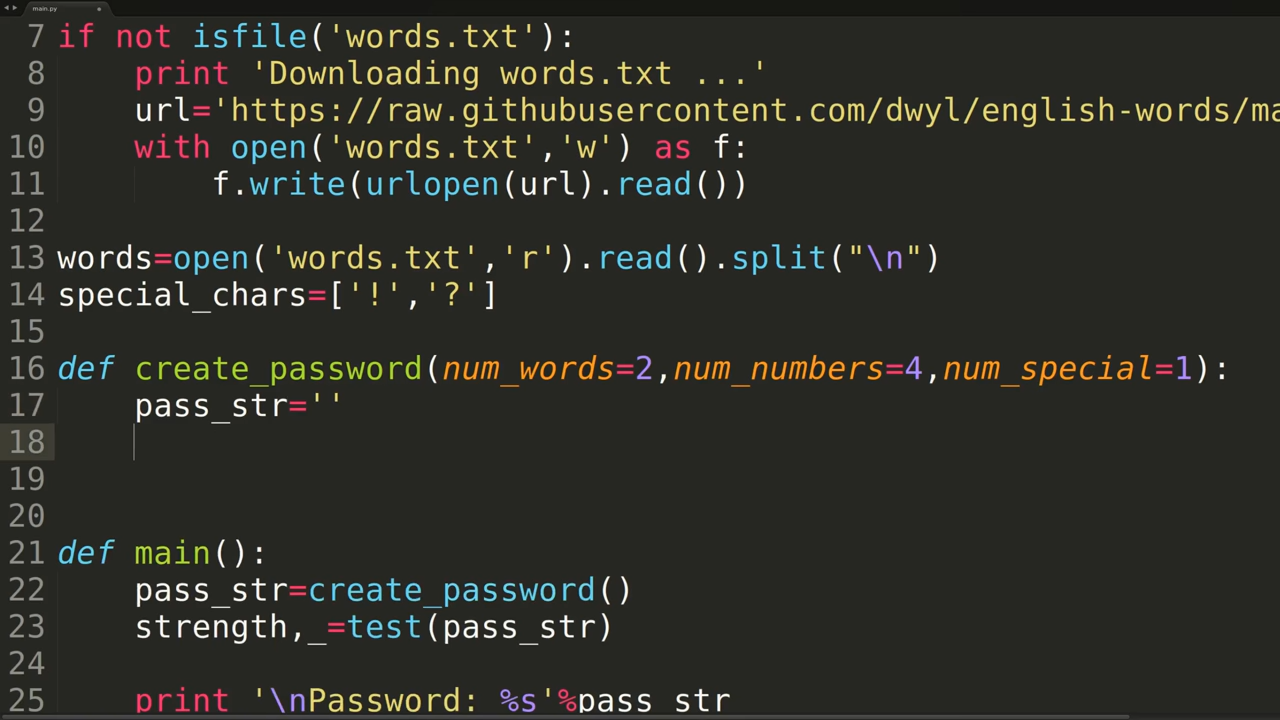 main.py
7 if not isfile('words.txt'):
8     print 'Downloading words.txt ...'
9     url='https://raw.githubusercontent.com/dwyl/english-words/ma
10     with open('words.txt','w') as f:
11         f.write(urlopen(url).read())
12
13 words=open('words.txt','r').read().split("\n")
14 special_chars=['!','?']
15
16 def create_password(num_words=2,num_numbers=4,num_special=1):
17     pass_str=''
18
19
20
21 def main():
22     pass_str=create_password()
23     strength,_=test(pass_str)
24
25     print '\nPassword: %s'%pass_str